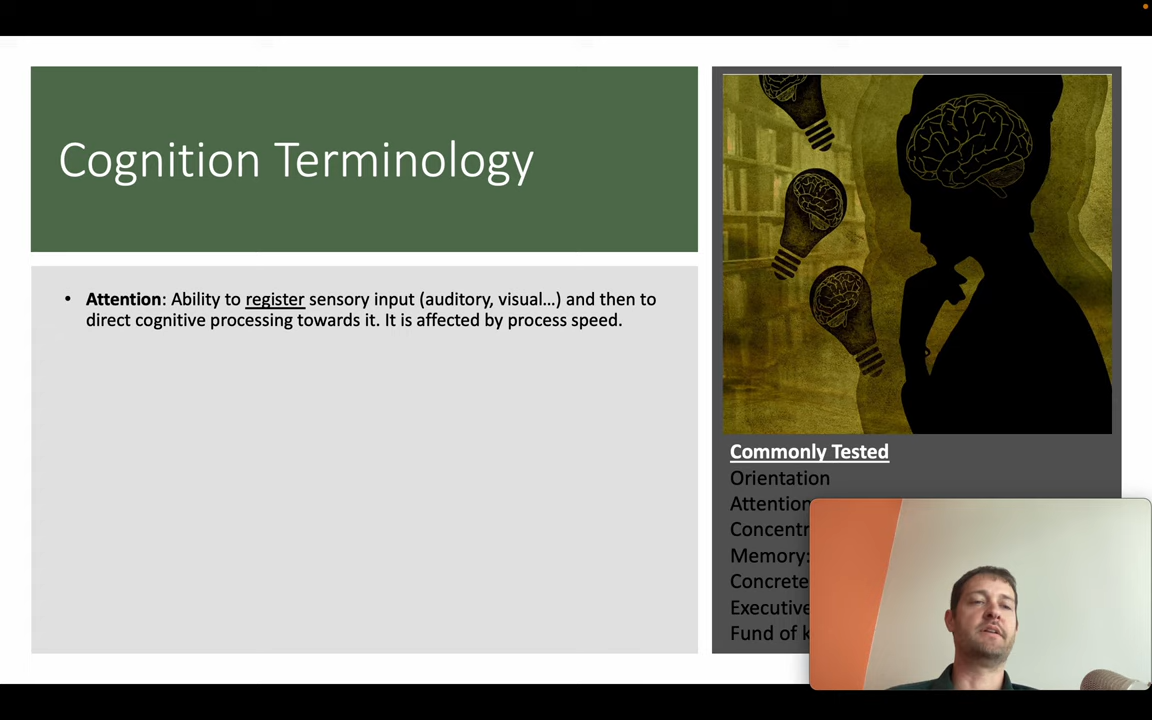 Cognition Terminology
• Attention: Ability to register sensory input (auditory, visual...) and then to
direct cognitive processing towards it. It is affected by process speed.
Commonly Tested
Orientation
Attention
Memory:
Concrete
Executive
Fund of